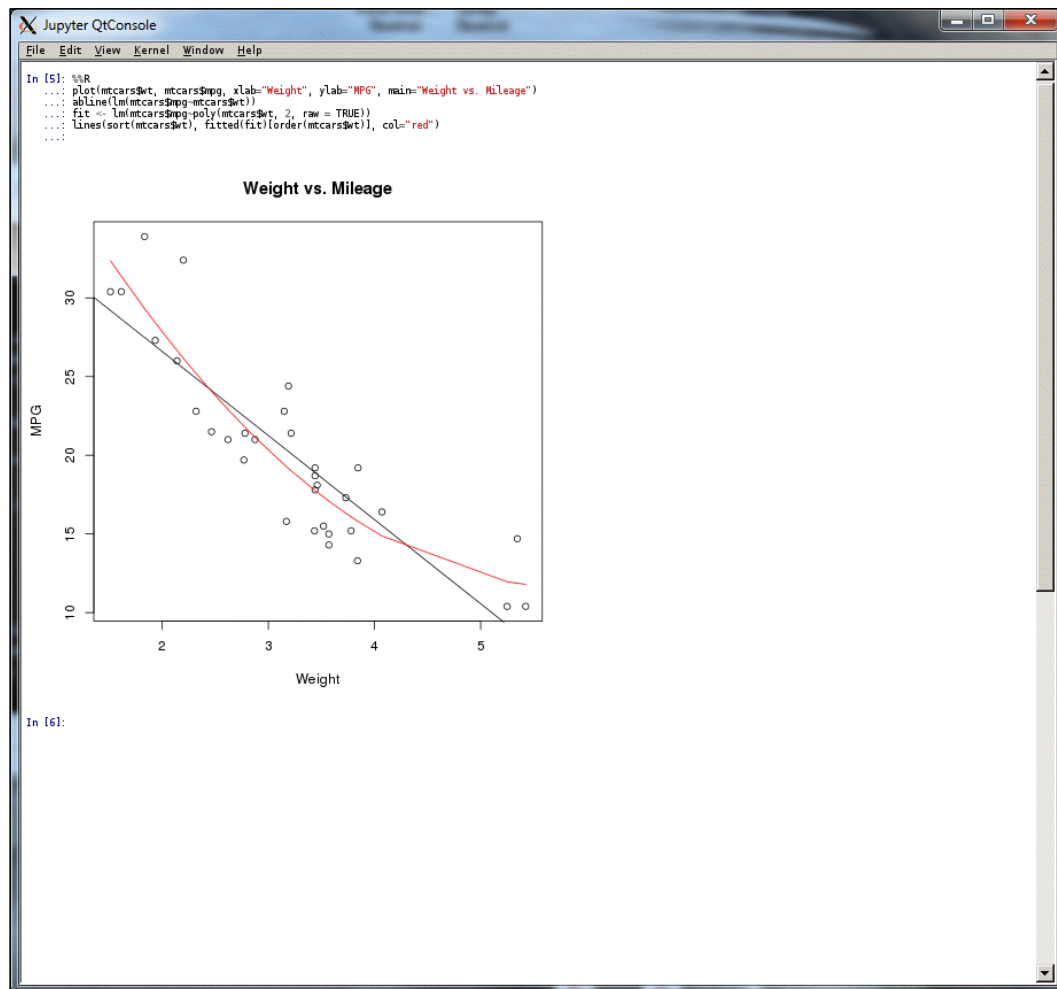 Jupyter QtConsole
File Edit View Kernel Window Help
In [5]: %%R
...: plot(mtcars$wt, mtcars$mpg, xlab="Weight", ylab="MPG", main="Weight vs. Mileage")
...: abline(lm(mtcars$mpg~mtcars$wt))
...: fit <- lm(mtcars$mpg~poly(mtcars$wt, 2, raw = TRUE))
...: lines(sort(mtcars$wt), fitted(fit)[order(mtcars$wt)], col="red")
...:
Weight vs. Mileage
30
25
20
15
10
MPG
2 3 4 5
Weight
In [6]: